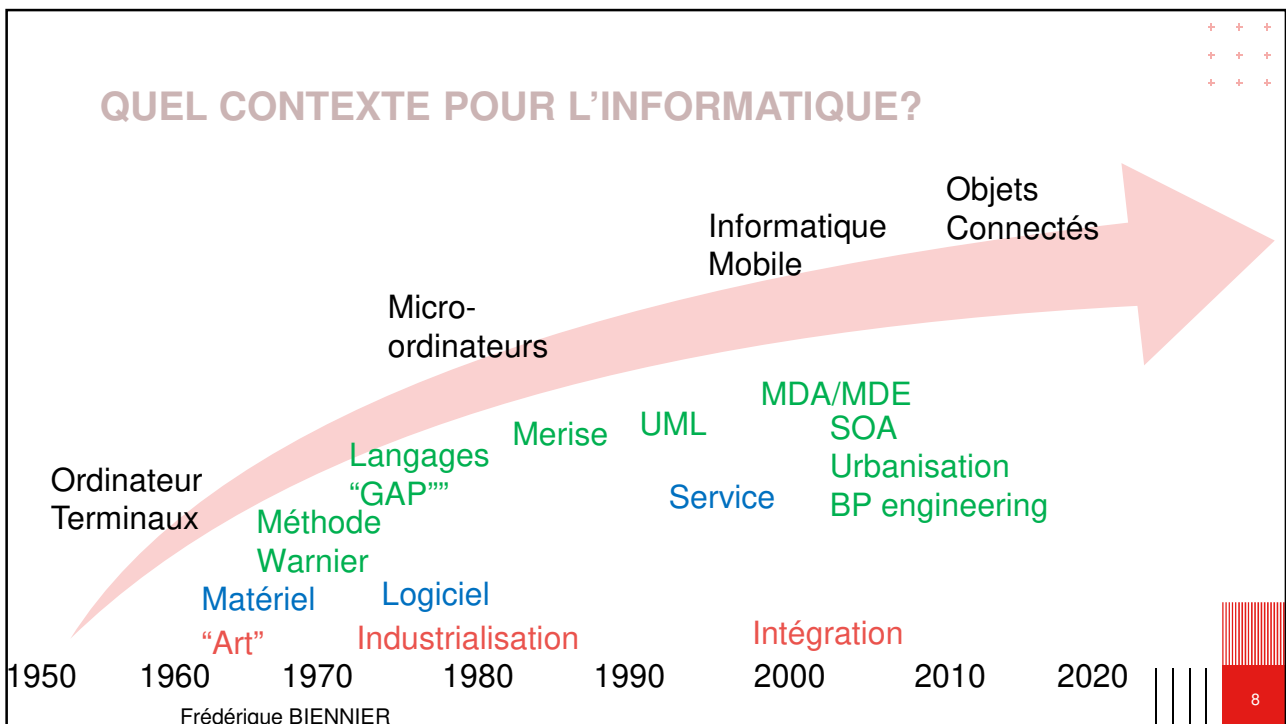 QUEL CONTEXTE POUR L'INFORMATIQUE?
Objets
Connectés
Informatique
Mobile
Micro-
ordinateurs
Ordinateur
Terminaux
MDA/MDE
SOA
Urbanisation
BP engineering
UML
Merise
Langages
“GAP””
Méthode
Warnier
Service
Matériel
Logiciel
“Art”
Industrialisation
Intégration
1950 1960 1970 1980 1990 2000 2010 2020
Frédérique BIENNIER
8